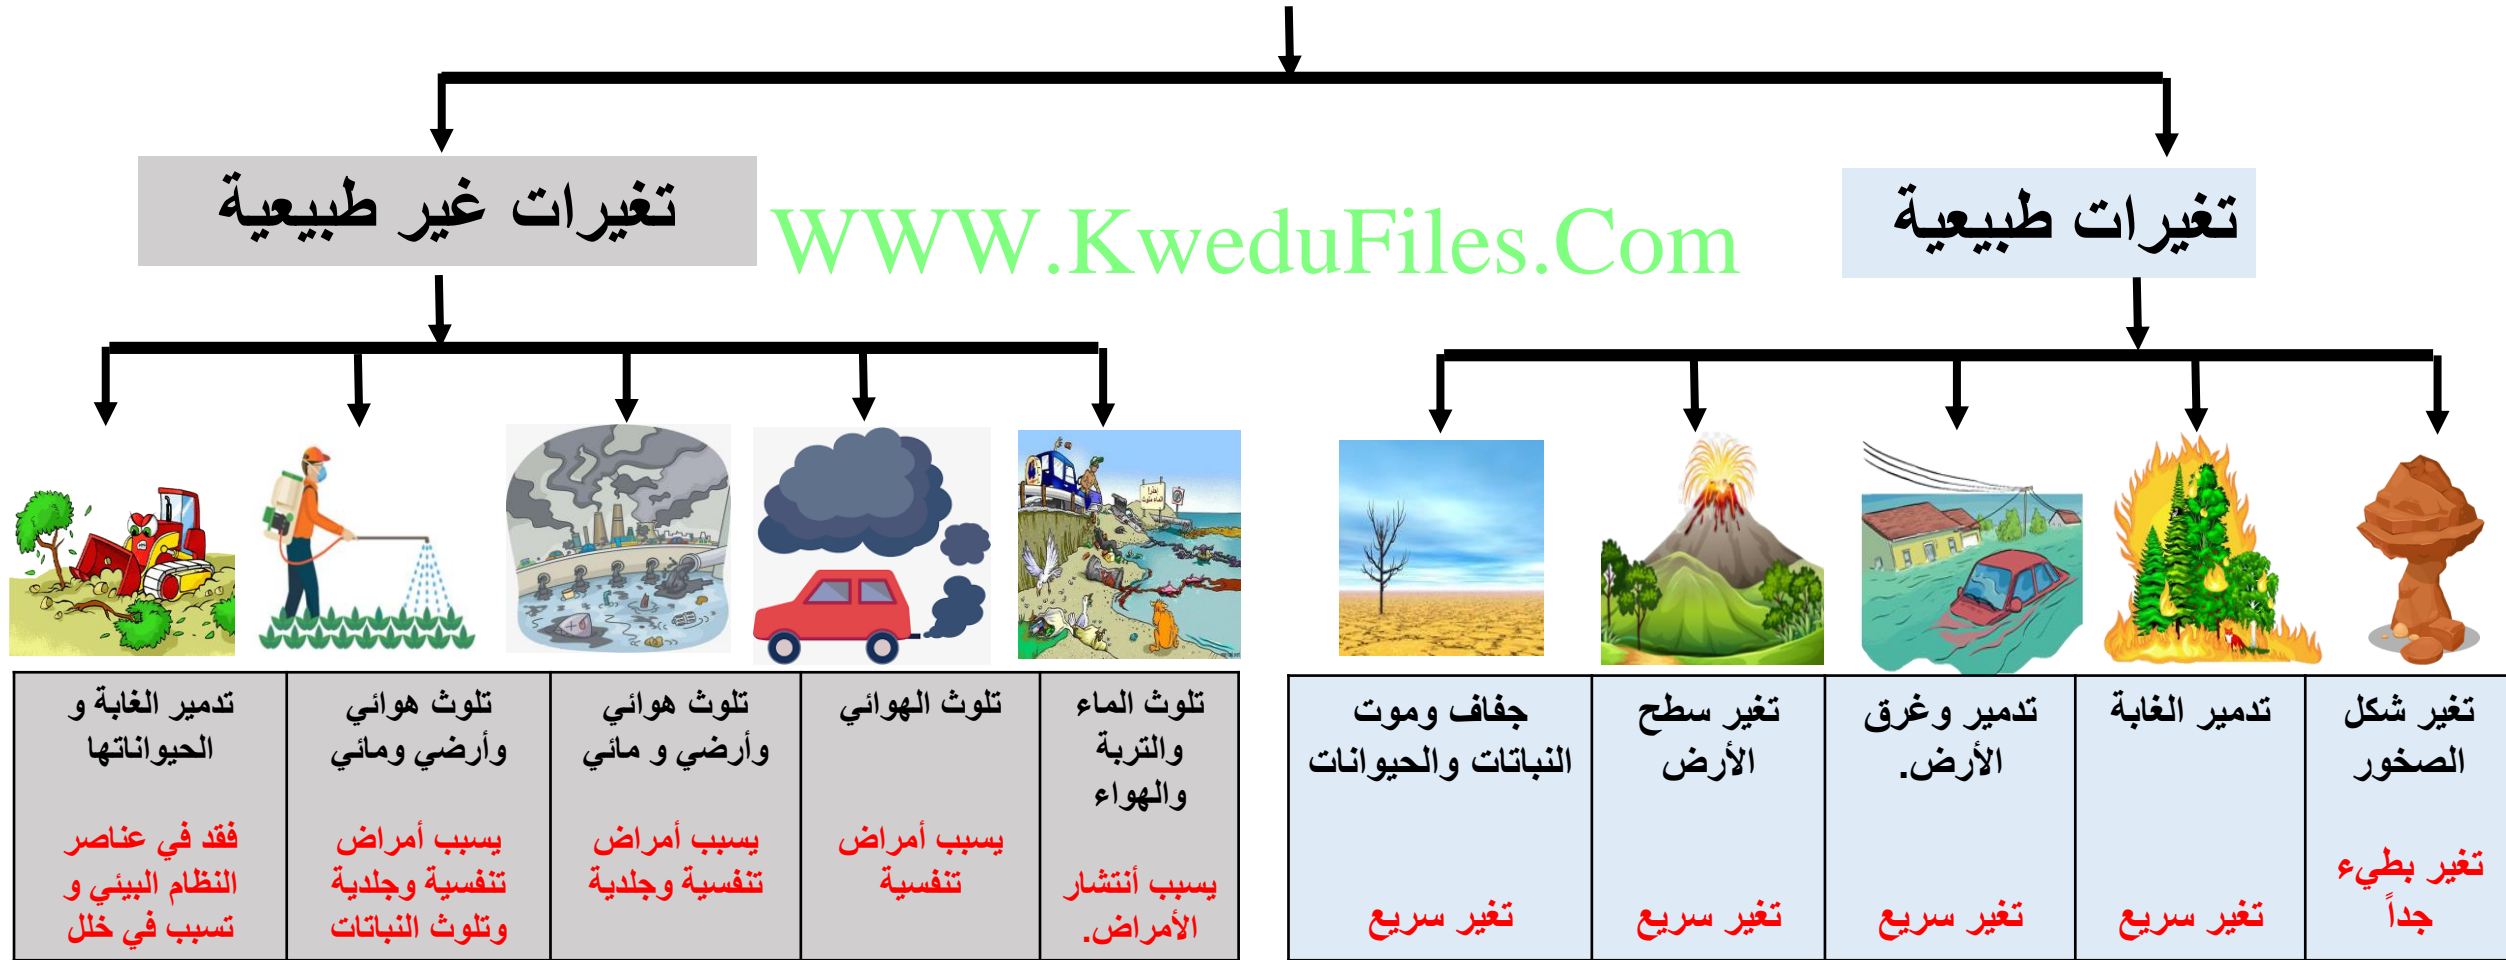 تغيرات طبيعية
تغيرات غير طبيعية
WWW.KweduFiles.Com
تغير شكل
الصخور
تغير بطيء
جداً
تدمير الغابة
تغير سريع
تدمير وغرق
الأرض.
تغير سريع
تغير سطح
الأرض
تغير سريع
جفاف وموت
النباتات والحيوانات
تغير سريع
تلوث الماء
والتربة
والهواء
يسبب أنتشار
الأمراض.
تلوث الهوائي
يسبب أمراض
تنفسية
تلوث هوائي
وأرضي و مائي
يسبب أمراض
تنفسية وجلدية
تلوث هوائي
وأرضي ومائي
يسبب أمراض
تنفسية وجلدية
وتلوث النباتات
تدمير الغابة و
الحيواناتها
فقد في عناصر
النظام البيئي و
تسبب في خلل